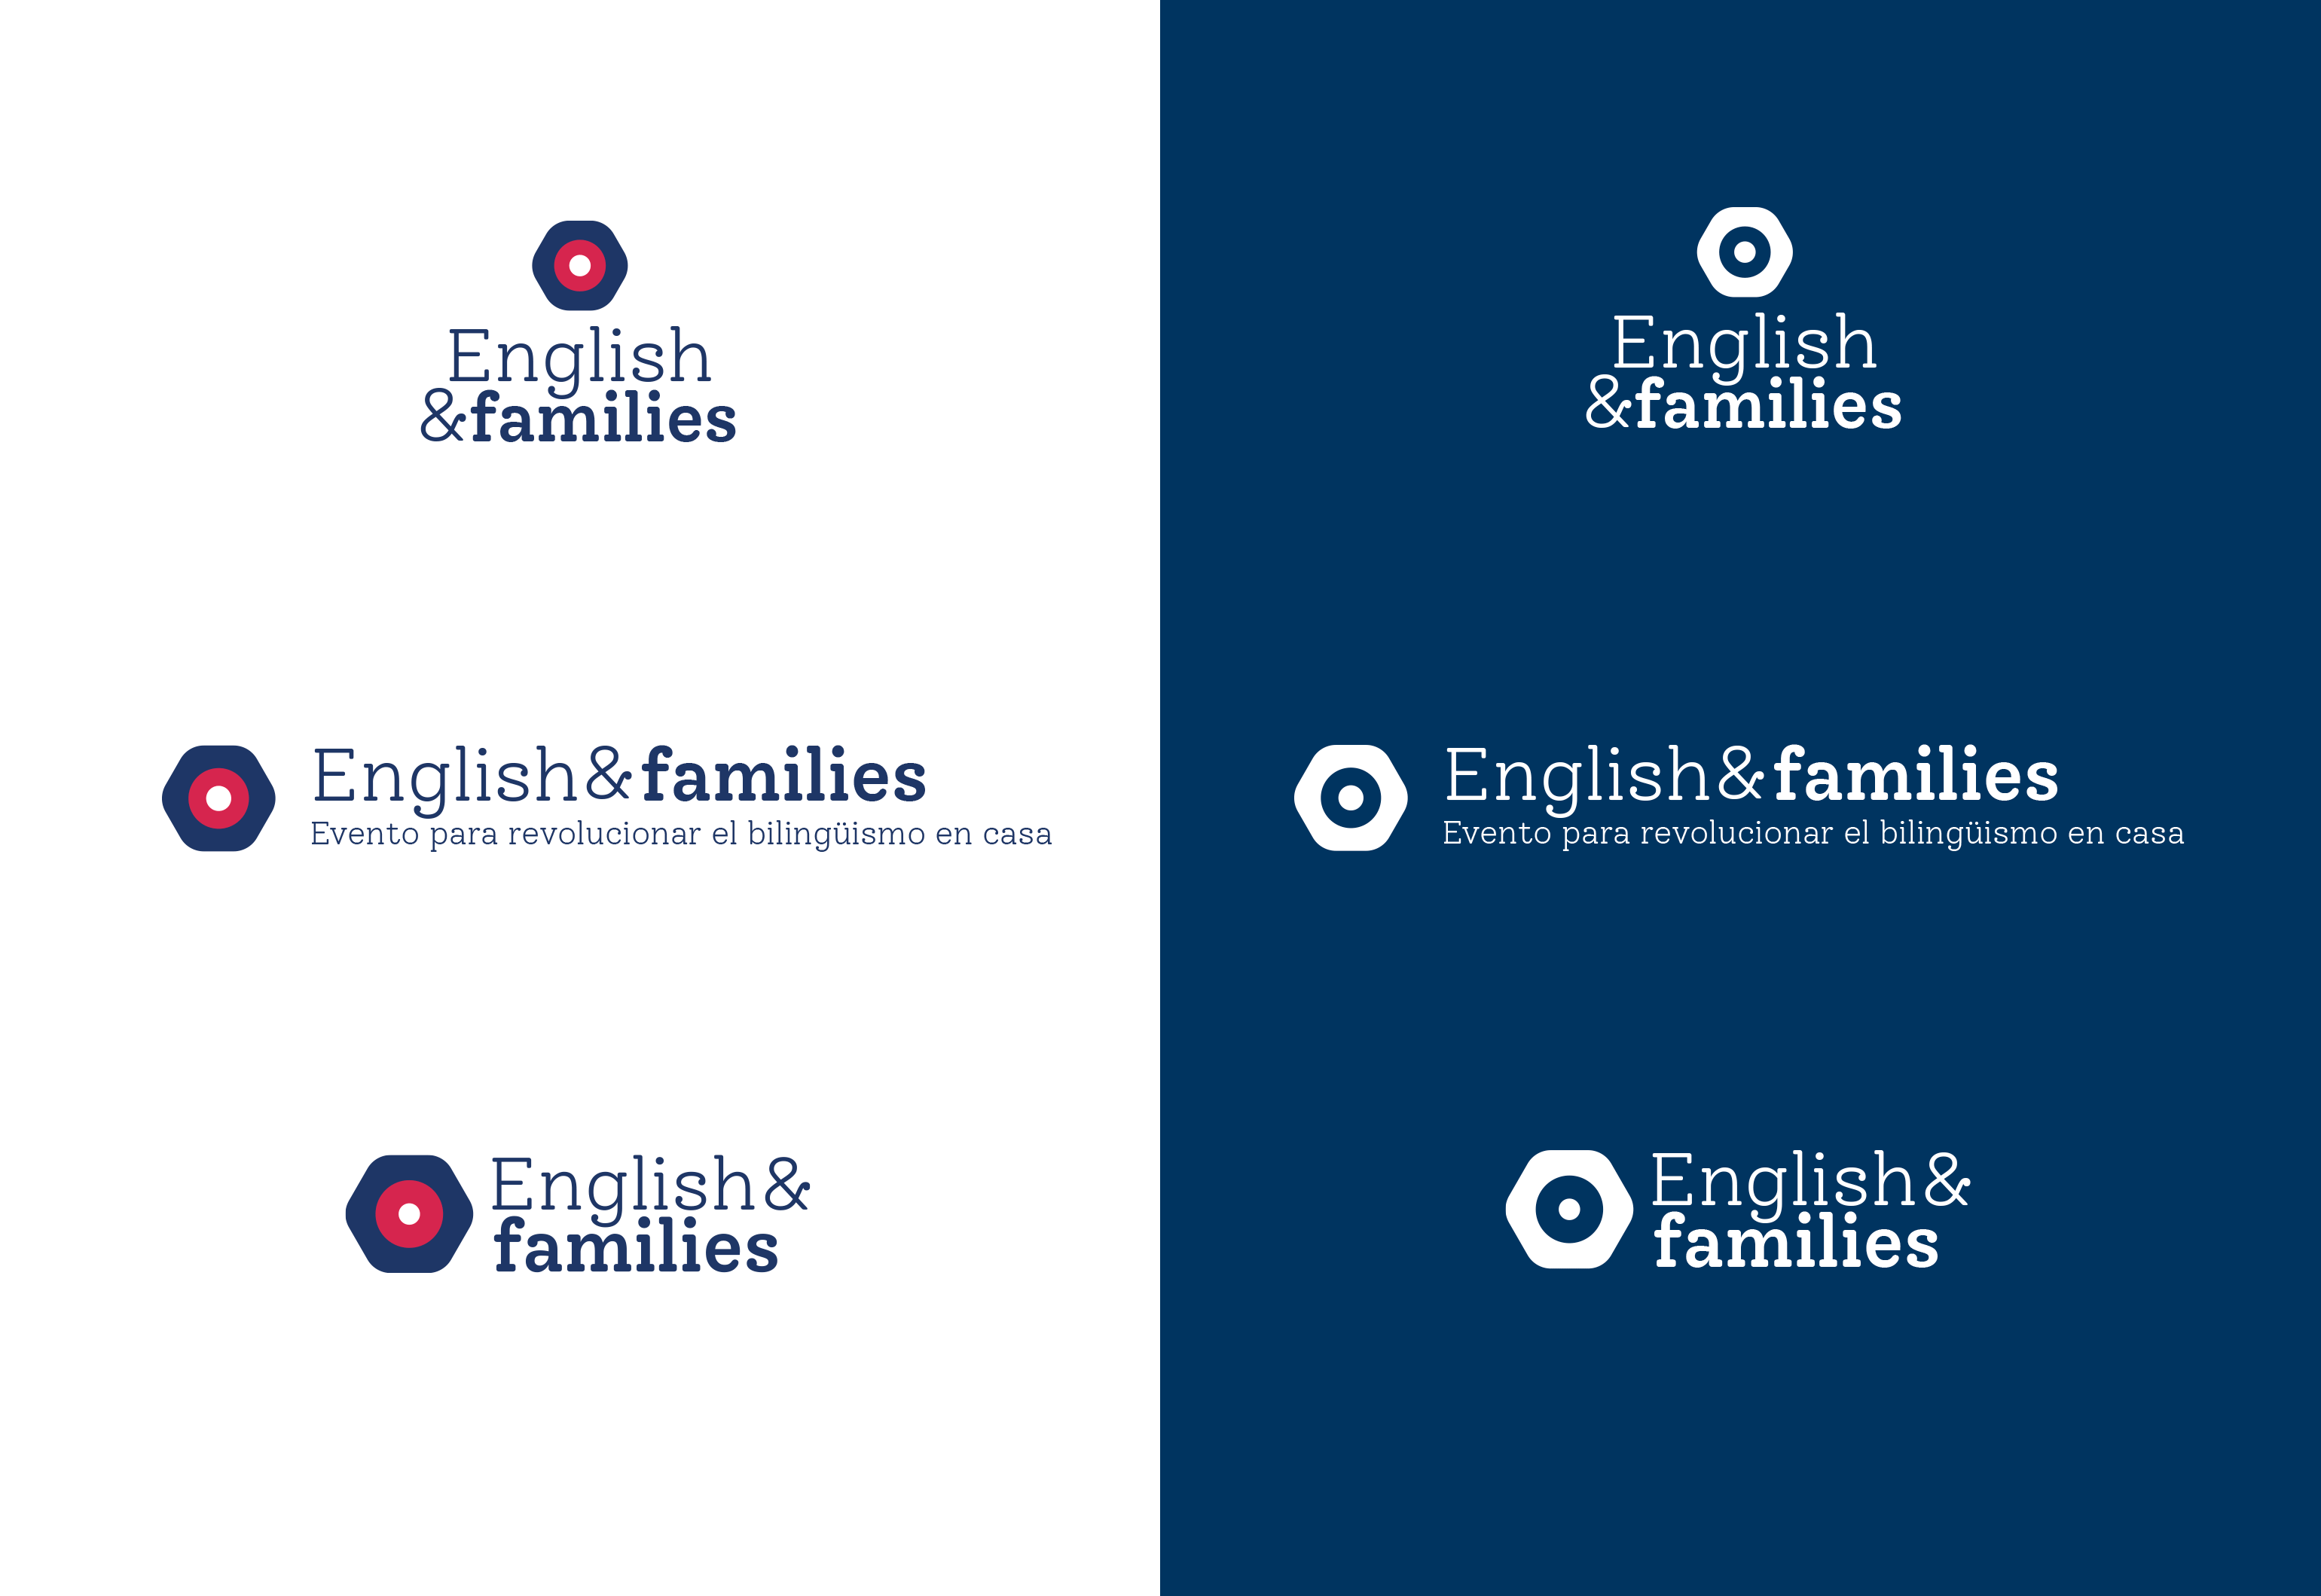 English
&families
English&families
Evento para revolucionar el bilingüismo en casa
English&
families
English
&families
English&families
Evento para revolucionar el bilingüismo en casa
English&
families